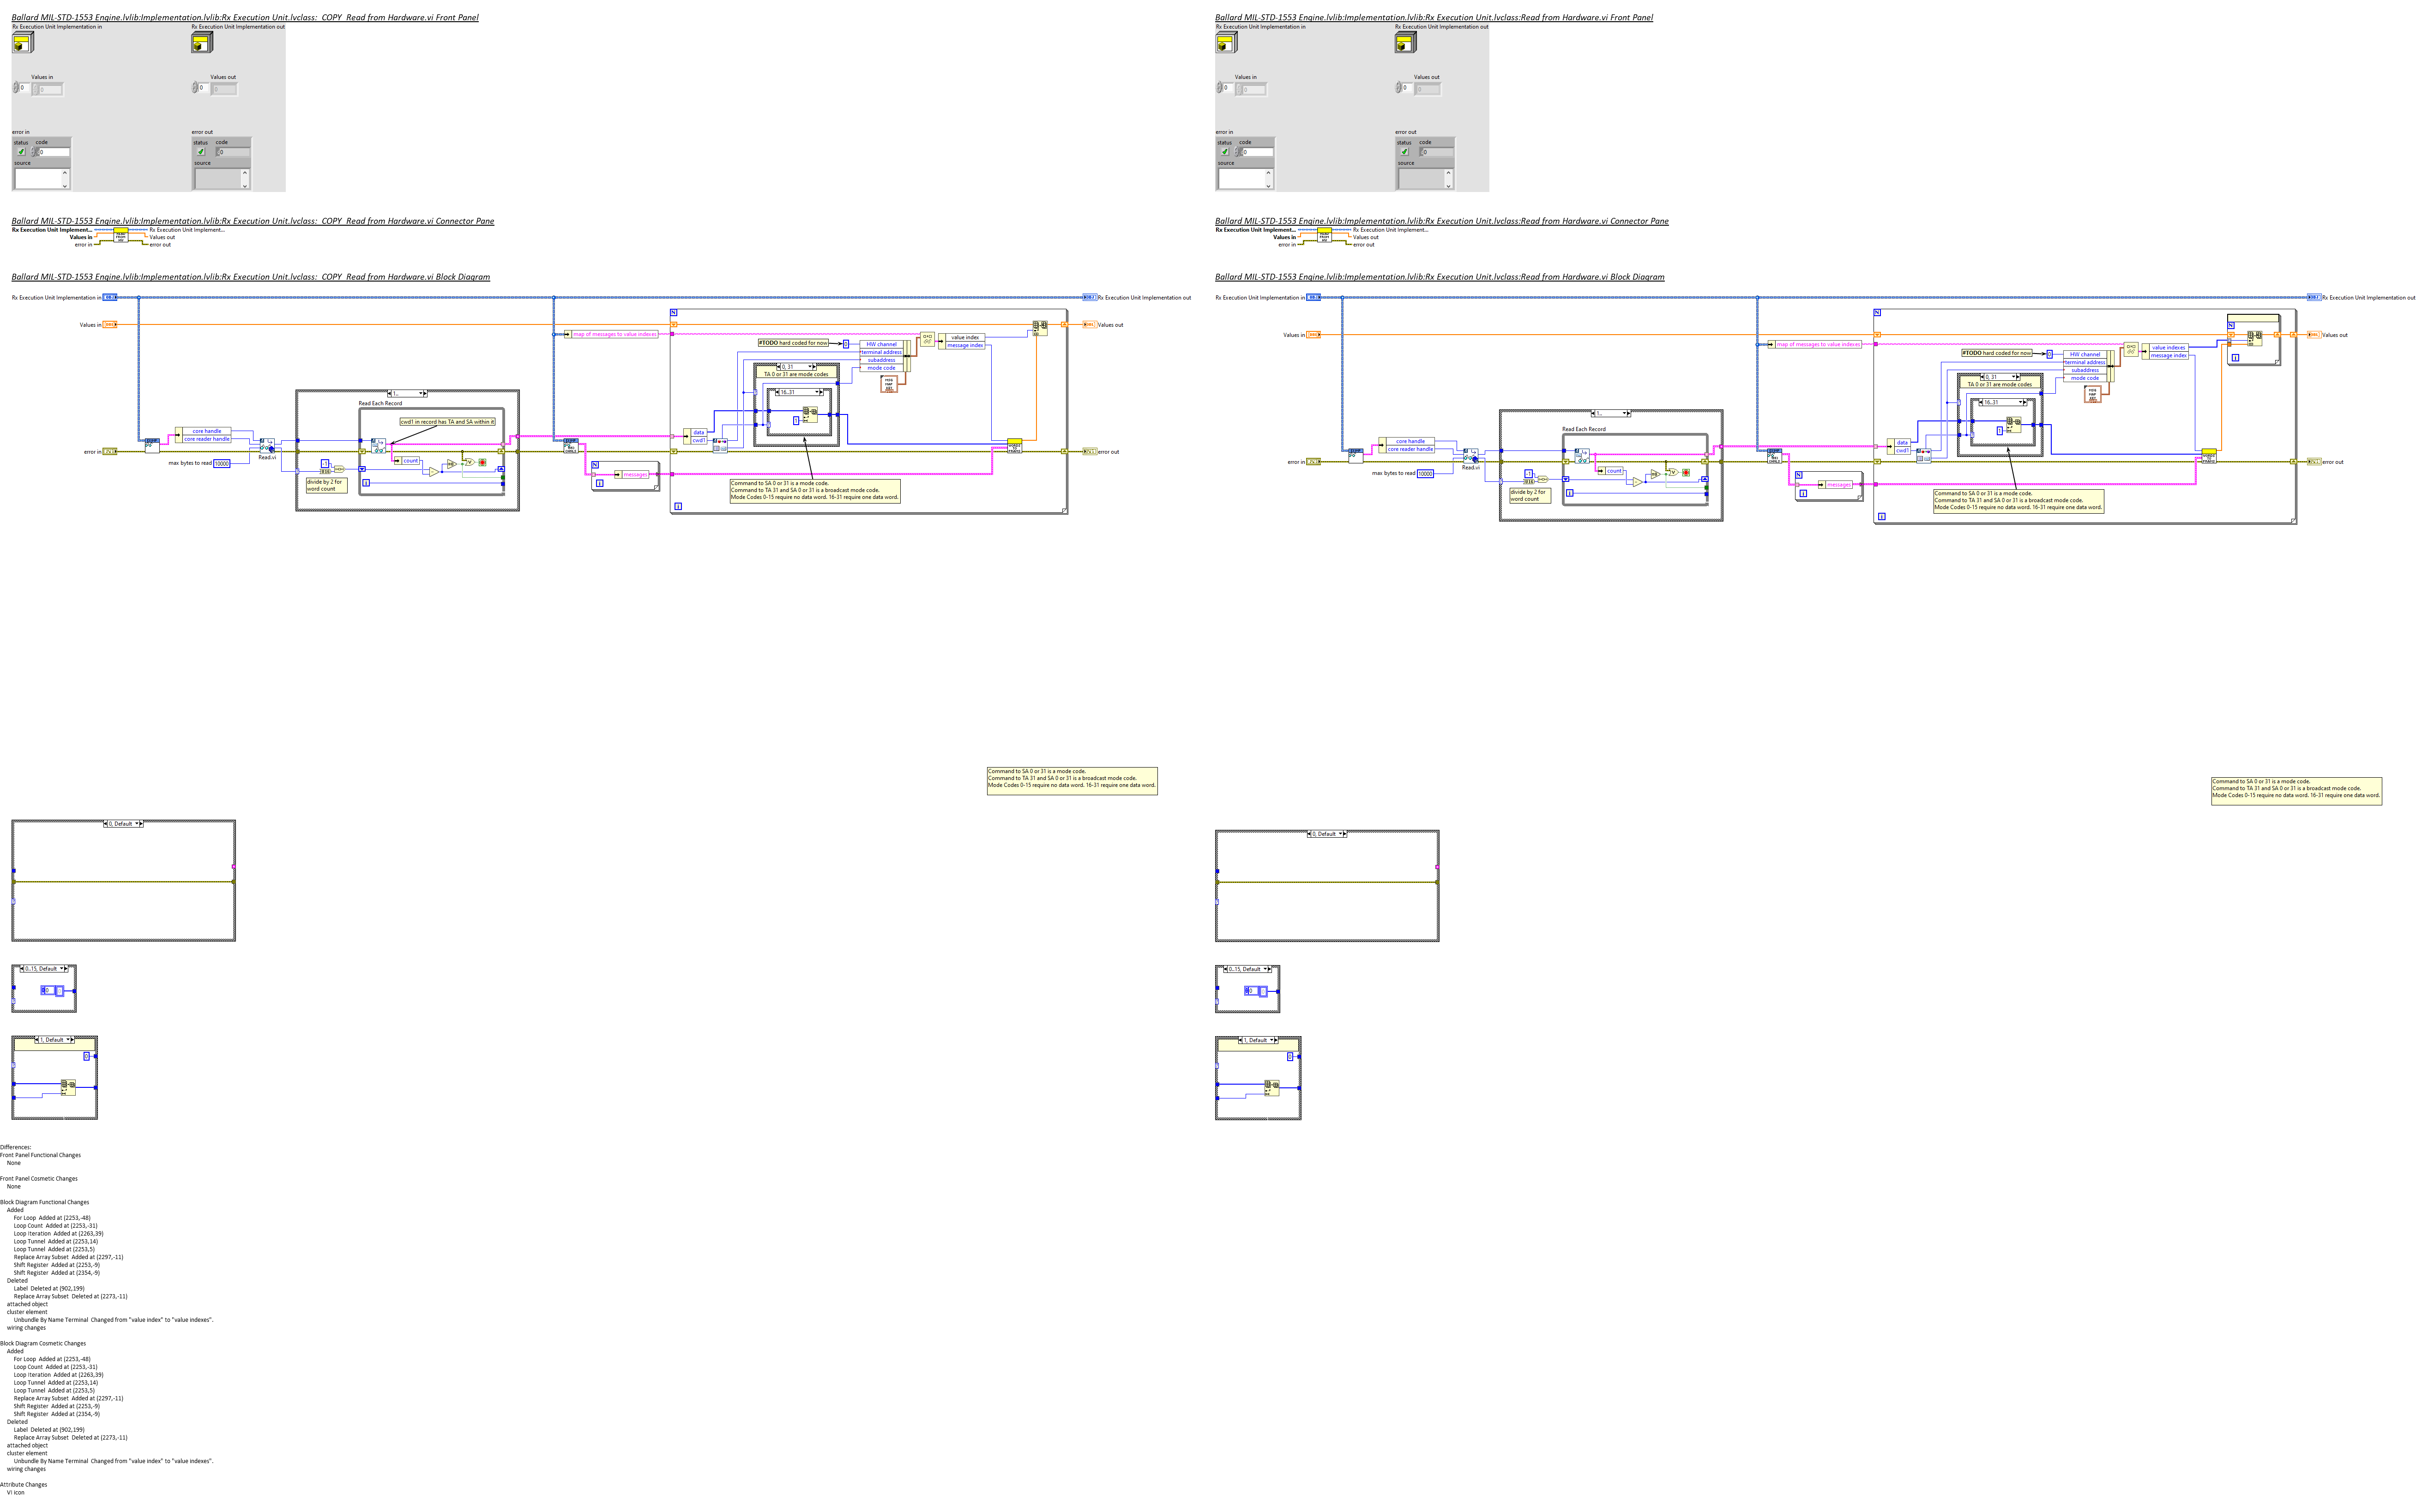 Ballard MIL-STD-1553 Engine.lvlib:Implementation.lvlib:Rx Execution Unit.lvclass:_COPY_Read from Hardware.vi Front Panel
Rx Execution Unit Implementation in
Rx Execution Unit Implementation out
Values in
Values out
0
0
error in
error out
status code
status code
0
0
source
source
Ballard MIL-STD-1553 Engine.lvlib:Implementation.lvlib:Rx Execution Unit.lvclass:_COPY_Read from Hardware.vi Connector Pane
Rx Execution Unit Implement...
Rx Execution Unit Implement...
Values in
Values out
error in
error out
Ballard MIL-STD-1553 Engine.lvlib:Implementation.lvlib:Rx Execution Unit.lvclass:_COPY_Read from Hardware.vi Block Diagram
Rx Execution Unit Implementation in
Rx Execution Unit Implementation out
Values in
Values out
map of messages to value indexes
#TODO hard coded for now
HW channel
terminal address
subaddress
mode code
value index
message index
0, 31
TA 0 or 31 are mode codes
16..31
1
1..
Read Each Record
cwd1 in record has TA and SA within it
core handle
core reader handle
max bytes to read
10000
Read.vi
-1
divide by 2 for
word count
count
data
cwd1
messages
error in
error out
Command to SA 0 or 31 is a mode code.
Command to TA 31 and SA 0 or 31 is a broadcast mode code.
Mode Codes 0-15 require no data word. 16-31 require one data word.
Command to SA 0 or 31 is a mode code.
Command to TA 31 and SA 0 or 31 is a broadcast mode code.
Mode Codes 0-15 require no data word. 16-31 require one data word.
0, Default
0..15, Default
0
1, Default
Differences:
Front Panel Functional Changes
None
Front Panel Cosmetic Changes
None
Block Diagram Functional Changes
Added
For Loop  Added at (2253,-48)
Loop Count  Added at (2253,-31)
Loop Iteration  Added at (2263,39)
Loop Tunnel  Added at (2253,14)
Loop Tunnel  Added at (2253,5)
Replace Array Subset  Added at (2297,-11)
Shift Register  Added at (2253,-9)
Shift Register  Added at (2354,-9)
Deleted
Label  Deleted at (902,199)
Replace Array Subset  Deleted at (2273,-11)
attached object
cluster element
Unbundle By Name Terminal  Changed from "value index" to "value indexes".
wiring changes
Block Diagram Cosmetic Changes
Added
For Loop  Added at (2253,-48)
Loop Count  Added at (2253,-31)
Loop Iteration  Added at (2263,39)
Loop Tunnel  Added at (2253,14)
Loop Tunnel  Added at (2253,5)
Replace Array Subset  Added at (2297,-11)
Shift Register  Added at (2253,-9)
Shift Register  Added at (2354,-9)
Deleted
Label  Deleted at (902,199)
Replace Array Subset  Deleted at (2273,-11)
attached object
cluster element
Unbundle By Name Terminal  Changed from "value index" to "value indexes".
wiring changes
Attribute Changes
VI icon
Ballard MIL-STD-1553 Engine.lvlib:Implementation.lvlib:Rx Execution Unit.lvclass:Read from Hardware.vi Front Panel
Rx Execution Unit Implementation in
Rx Execution Unit Implementation out
Values in
Values out
0
0
error in
error out
status code
status code
0
0
source
source
Ballard MIL-STD-1553 Engine.lvlib:Implementation.lvlib:Rx Execution Unit.lvclass:Read from Hardware.vi Connector Pane
Rx Execution Unit Implement...
Rx Execution Unit Implement...
Values in
Values out
error in
error out
Ballard MIL-STD-1553 Engine.lvlib:Implementation.lvlib:Rx Execution Unit.lvclass:Read from Hardware.vi Block Diagram
Rx Execution Unit Implementation in
Rx Execution Unit Implementation out
Values in
Values out
map of messages to value indexes
#TODO hard coded for now
HW channel
terminal address
subaddress
mode code
value indexes
message index
0, 31
TA 0 or 31 are mode codes
16..31
1
1..
Read Each Record
core handle
core reader handle
max bytes to read
10000
Read.vi
-1
divide by 2 for
word count
count
data
cwd1
messages
error in
error out
Command to SA 0 or 31 is a mode code.
Command to TA 31 and SA 0 or 31 is a broadcast mode code.
Mode Codes 0-15 require no data word. 16-31 require one data word.
Command to SA 0 or 31 is a mode code.
Command to TA 31 and SA 0 or 31 is a broadcast mode code.
Mode Codes 0-15 require no data word. 16-31 require one data word.
0, Default
0..15, Default
0
1, Default